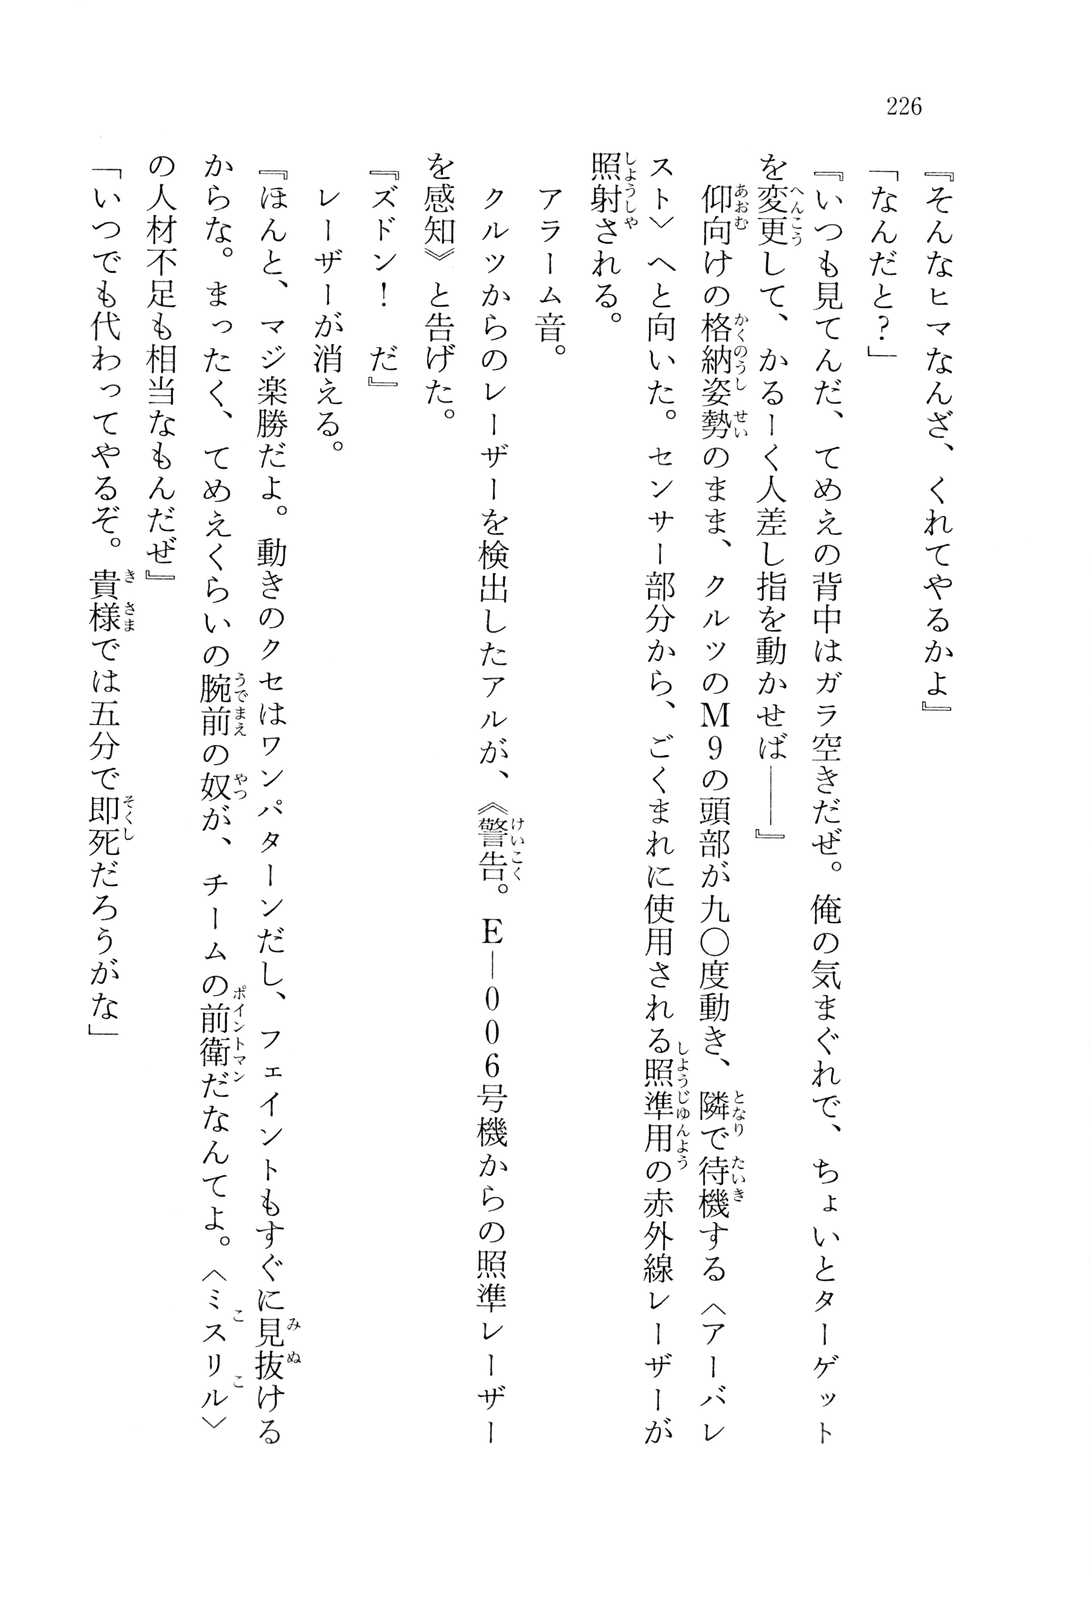 226
『そんなヒマなんざ、くれてやるかよ』
「なんだと？」
『いつも見てんだ、てめえの背中はガラ空きだぜ。俺の気まぐれで、ちょいとターゲット
を変更して、かるーく人差し指を動かせば――』
　仰向けの格納姿勢のまま、クルツのＭ９の頭部が九〇度動き、隣で待機する〈アーバレ
スト〉へと向いた。センサー部分から、ごくまれに使用される照準用の赤外線レーザーが
照射される。
　アラーム音。
　クルツからのレーザーを検出したアルが、《警告。Ｅ―００６号機からの照準レーザー
を感知》と告げた。
『ズドン！　だ』
　レーザーが消える。
『ほんと、マジ楽勝だよ。動きのクセはワンパターンだし、フェイントもすぐに見抜ける
からな。まったく、てめえくらいの腕前の奴が、チームの前衛だなんてよ。〈ミスリル〉
の人材不足も相当なもんだぜ』
「いつでも代わってやるぞ。貴様では五分で即死だろうがな」